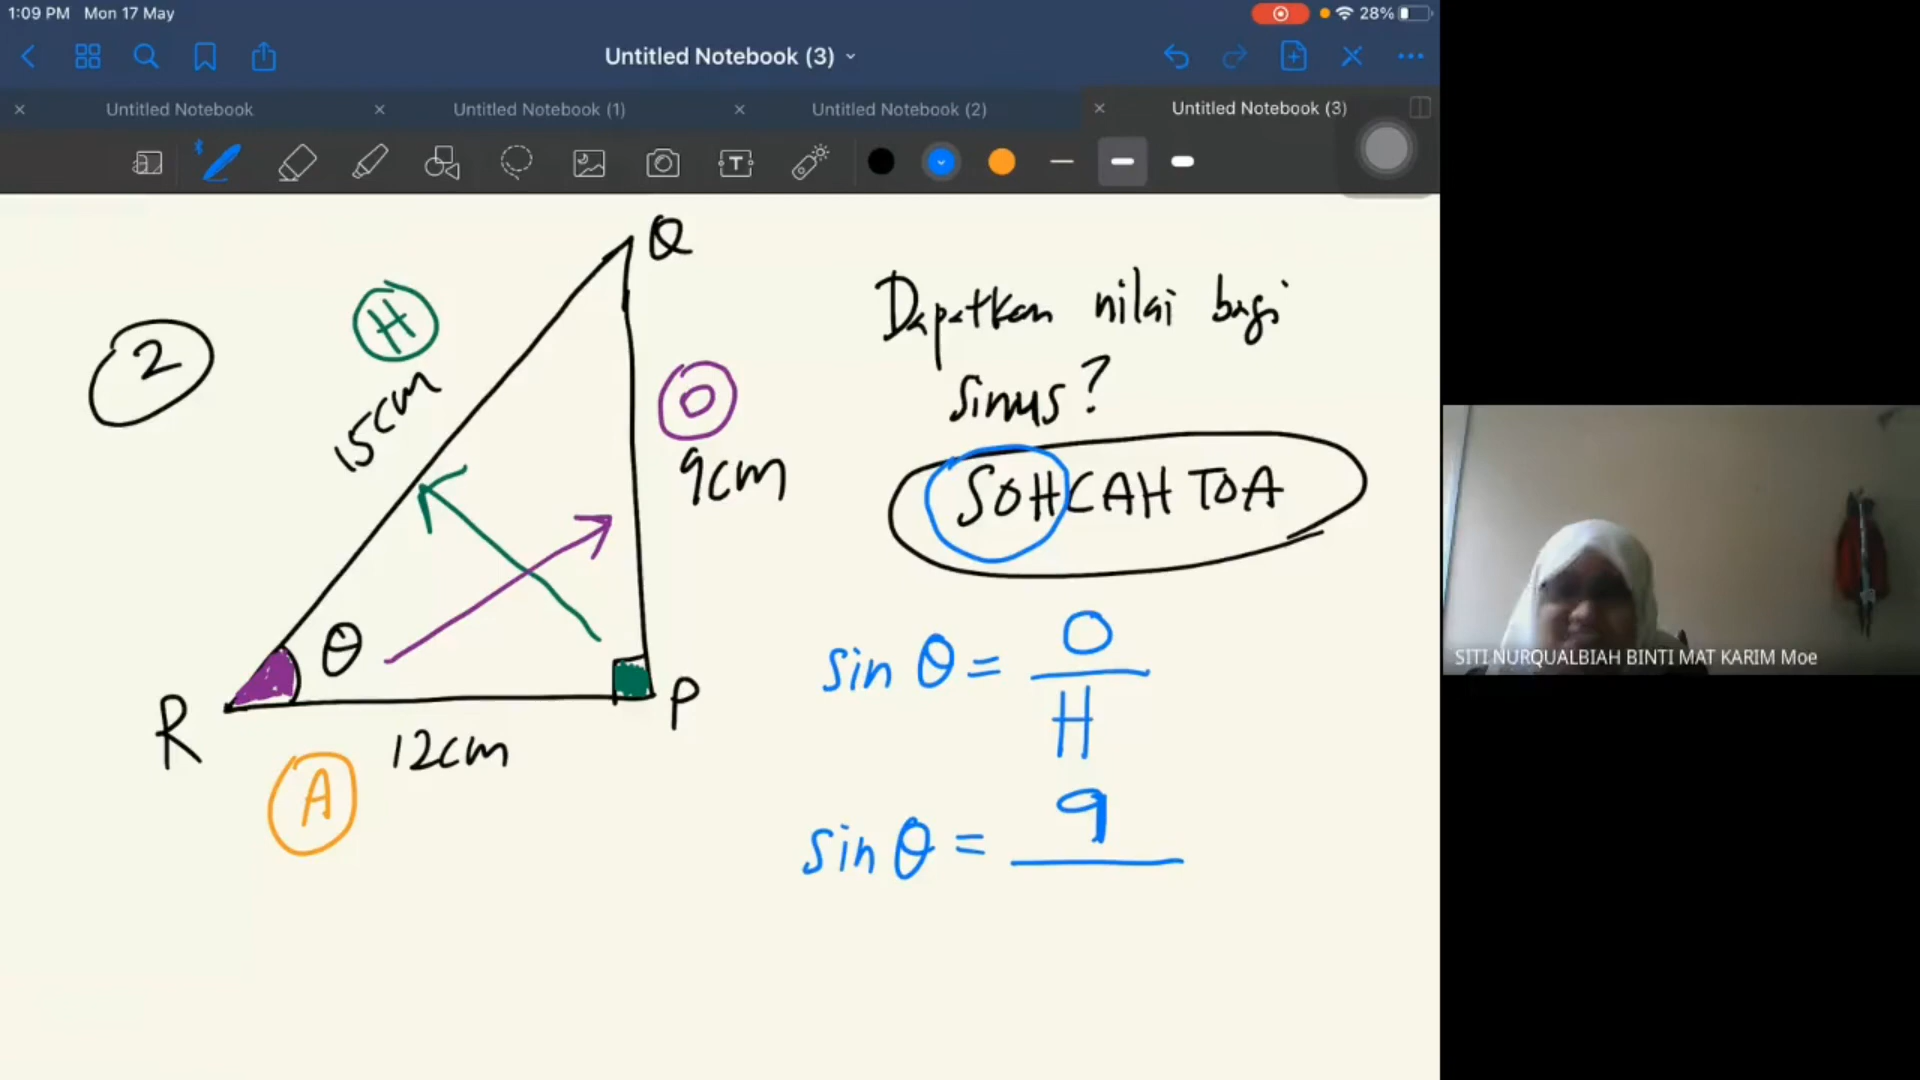 1:09 PM Mon 17 May
28%
Untitled Notebook (3)
Untitled Notebook
Untitled Notebook (1)
Untitled Notebook (2)
Untitled Notebook (3)
2
Q
H
15cm
O
9cm
θ
R
P
12cm
A
Dapatkan nilai bagi
sinus?
SOHCAHTOA
sin θ = O
H
sin θ = 9
SITI NURQUALBIAH BINTI MAT KARIM Moe